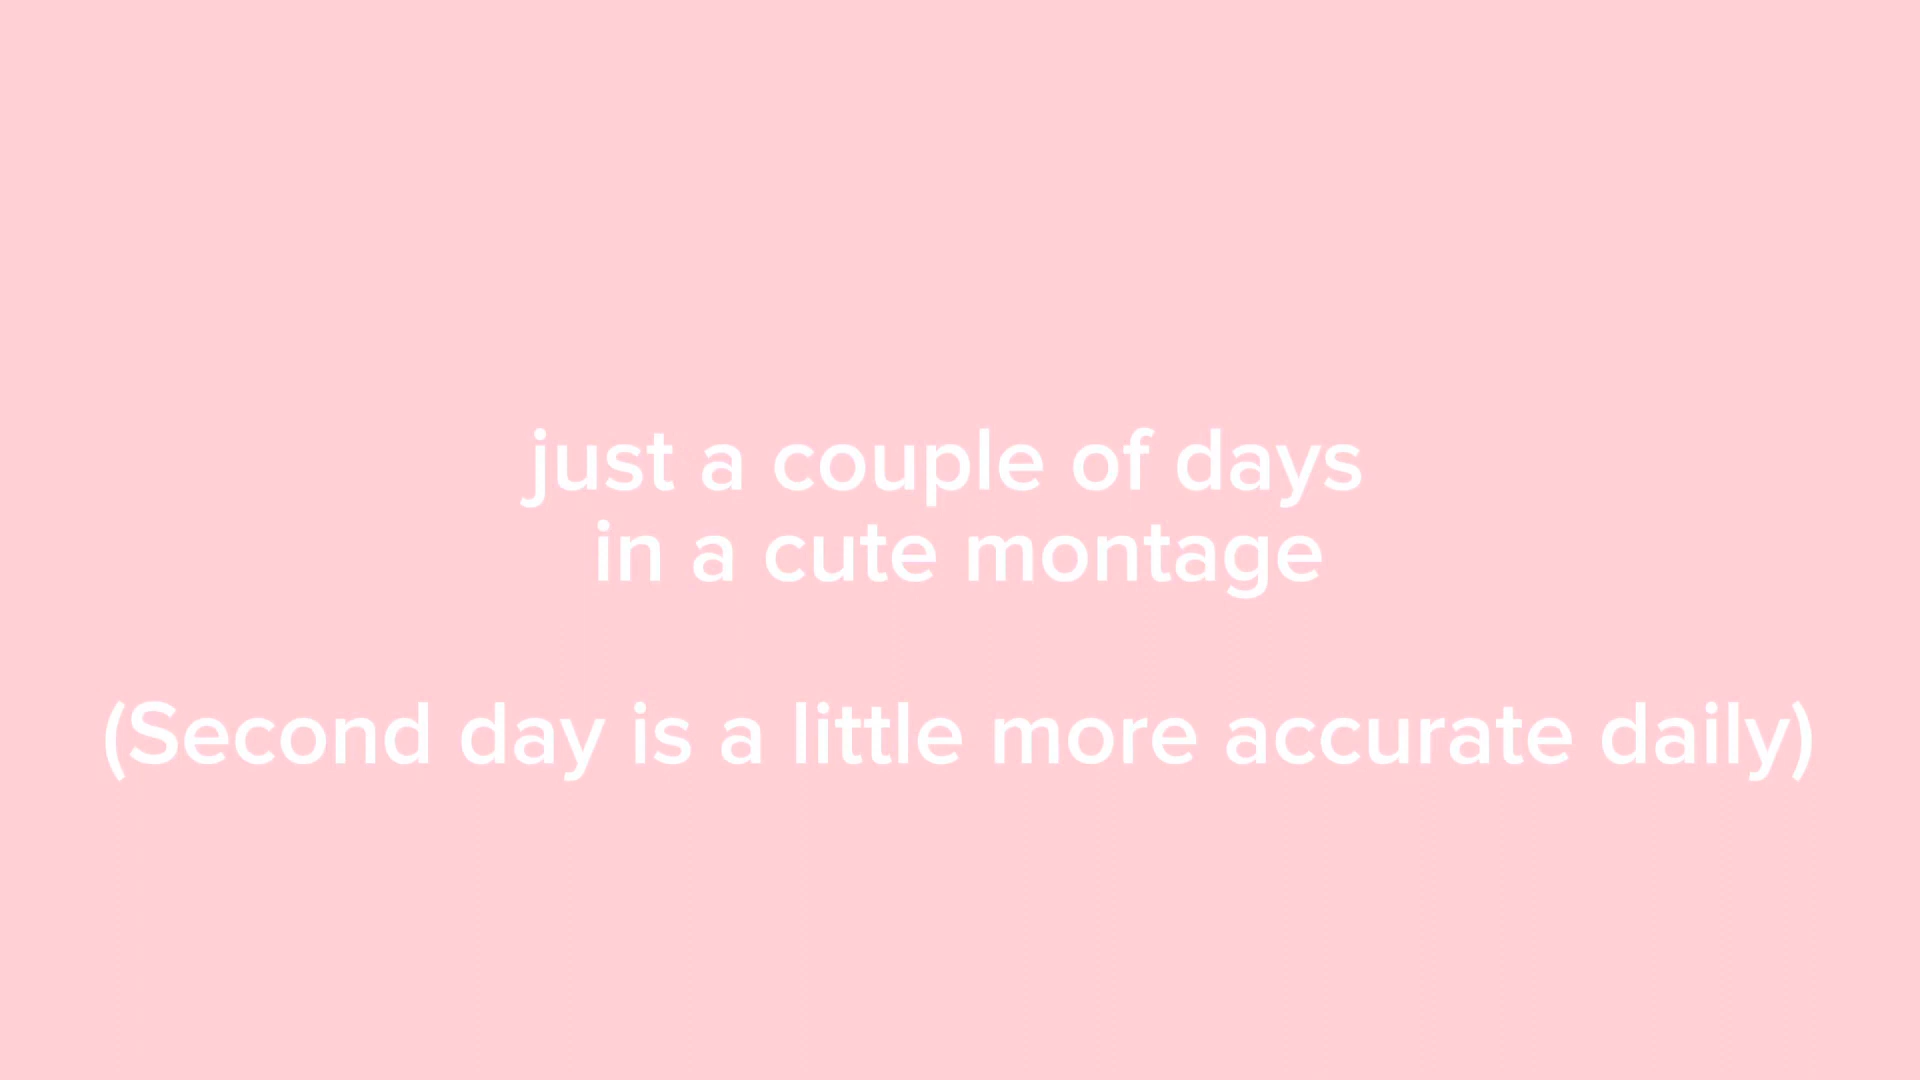 just a couple of days
in a cute montage
(Second day is a little more accurate daily)